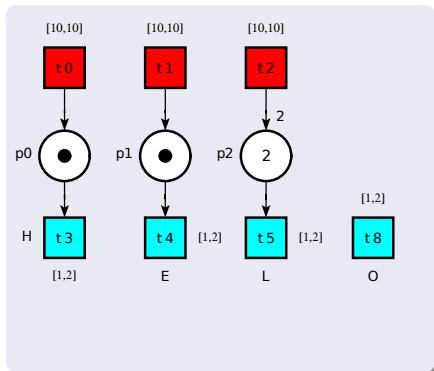 [10,10] [10,10] [10,10]
t0 t1 t2
2
p0 p1 p2 2
[1,2]
H t3 t4 [1,2] t5 [1,2] t8
[1,2] E L O